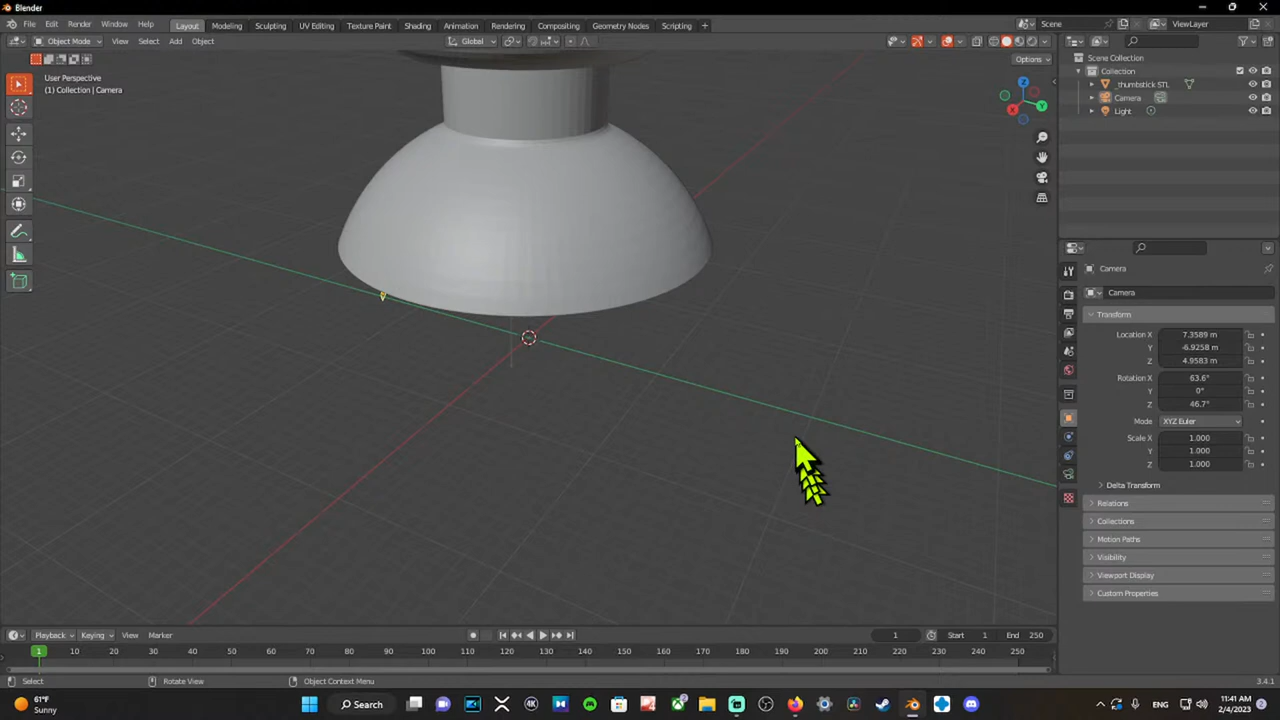 Blender
File Edit Render Window Help Layout Modeling Sculpting UV Editing Texture Paint Shading Animation Rendering Compositing Geometry Nodes Scripting + Scene ViewLayer
Object Mode View Select Add Object Global
Options
User Perspective
(1) Collection | Camera
X
Y
Z
Scene Collection
Collection
_thumbstick STL
Camera
Light
Camera
Camera
Transform
Location X 7.3589 m
Y -6.9258 m
Z 4.9583 m
Rotation X 63.6°
Y 0°
Z 46.7°
Mode XYZ Euler
Scale X 1.000
Y 1.000
Z 1.000
Delta Transform
Relations
Collections
Motion Paths
Visibility
Viewport Display
Custom Properties
Playback Keying View Marker 1 Start 1 End 250
1 10 20 30 40 50 60 70 80 90 100 110 120 130 140 150 160 170 180 190 200 210 220 230 240 250
Select Rotate View Object Context Menu 3.4.1
61°F
Sunny
Search
ENG
11:41 AM
2/4/2023